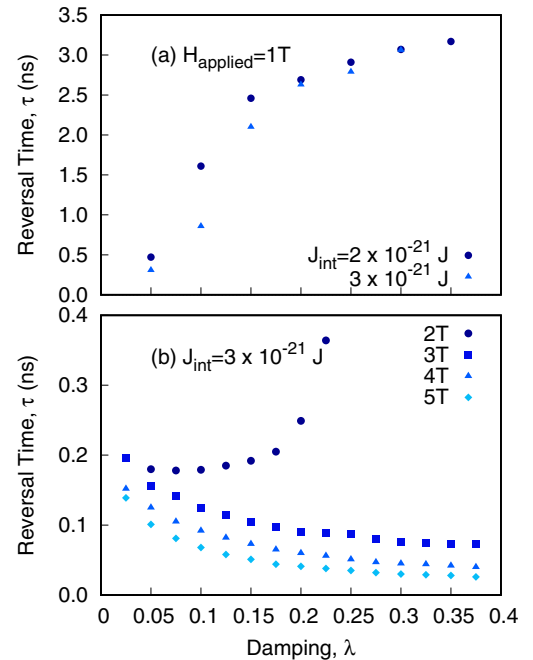 3.5
(a) H_applied=1T
3.0
2.5
2.0
1.5
1.0
0.5
0.0
Reversal Time, τ (ns)
J_int=2 x 10^-21 J
3 x 10^-21 J
0.4
(b) J_int=3 x 10^-21 J
2T
3T
4T
5T
0.3
0.2
0.1
0.0
Reversal Time, τ (ns)
0 0.05 0.1 0.15 0.2 0.25 0.3 0.35 0.4
Damping, λ